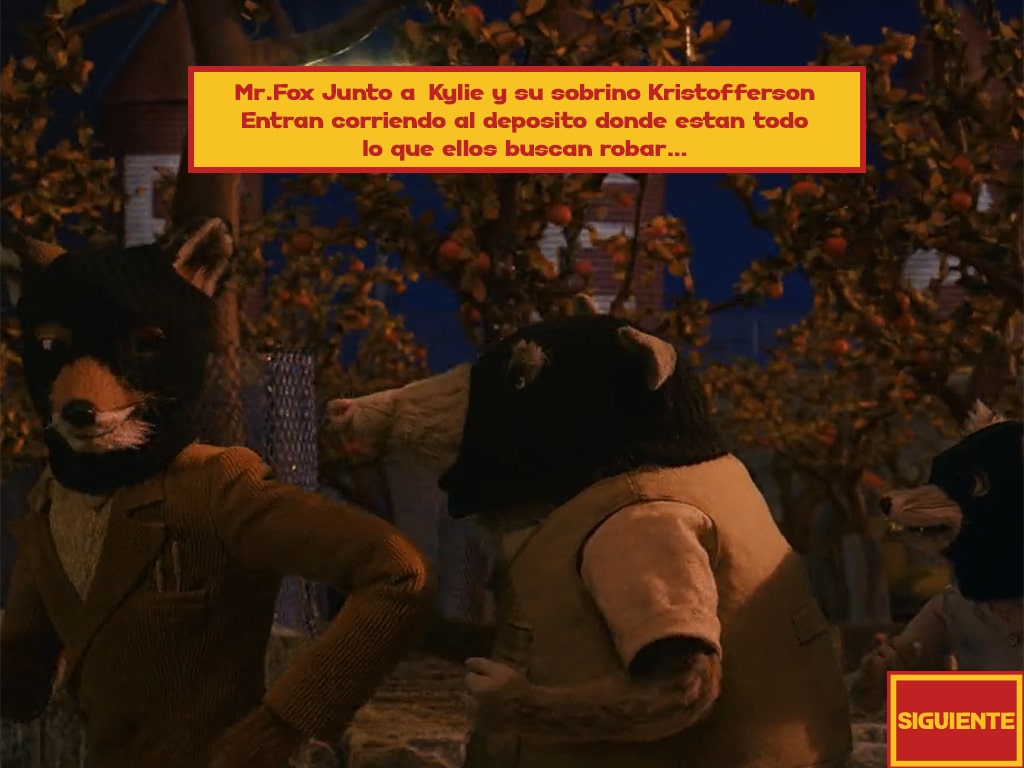 Mr.Fox Junto a Kylie y su sobrino Kristofferson
Entran corriendo al deposito donde estan todo
lo que ellos buscan robar...
SIGUIENTE